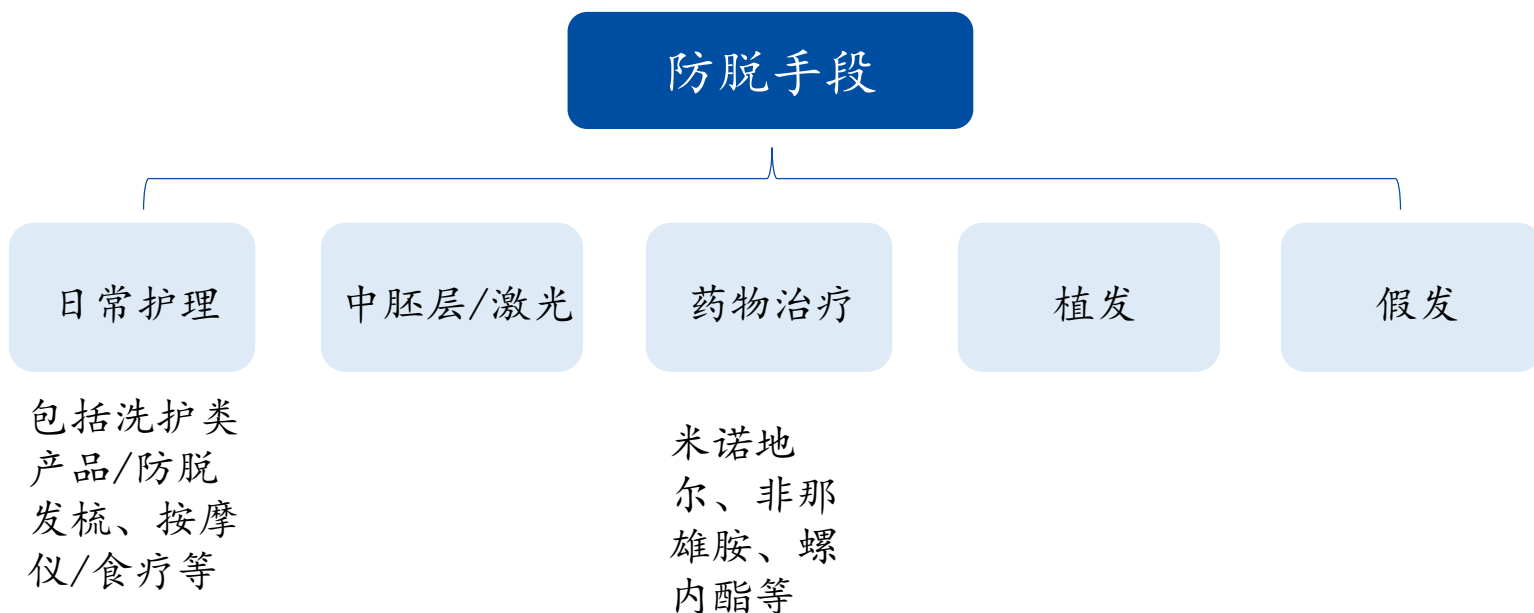 防脱手段
日常护理
中胚层/激光
药物治疗
植发
假发
包括洗护类
产品/防脱
发梳、按摩
仪/食疗等
米诺地
尔、非那
雄胺、螺
内酯等